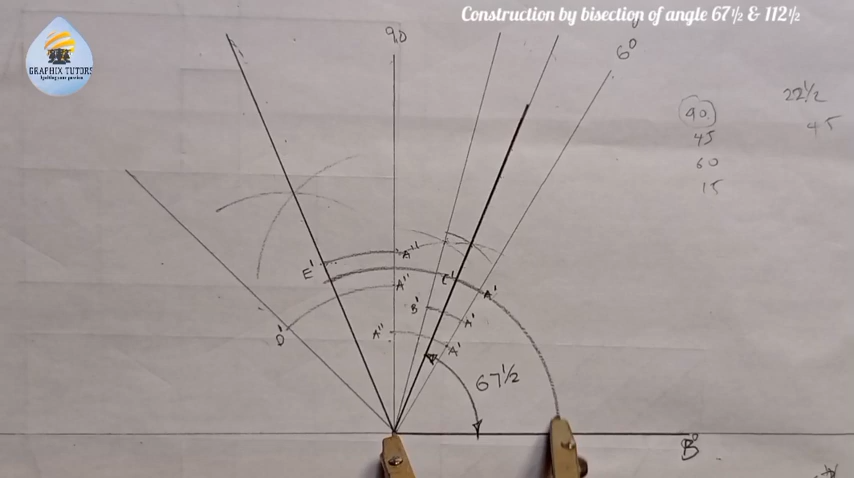 Construction by bisection of angle 67½ & 112½
GRAPHIX TUTORS
90
60
22½
90
45
45
60
15
E'
A''
A''
C'
A'
B'
A'
D'
A''
A'
67½
B'